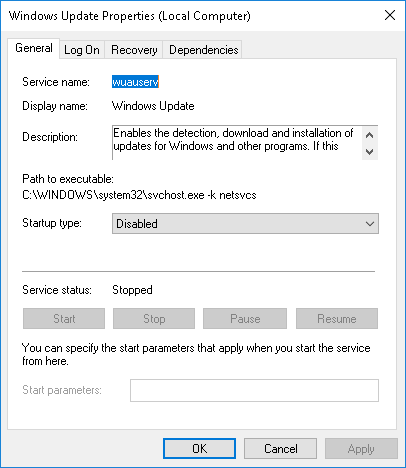 Windows Update Properties (Local Computer)
General Log On Recovery Dependencies
Service name: wuauserv
Display name: Windows Update
Description: Enables the detection, download and installation of
updates for Windows and other programs. If this
Path to executable:
C:\WINDOWS\system32\svchost.exe -k netsvcs
Startup type: Disabled
Service status: Stopped
Start Stop Pause Resume
You can specify the start parameters that apply when you start the service
from here.
Start parameters:
OK Cancel Apply